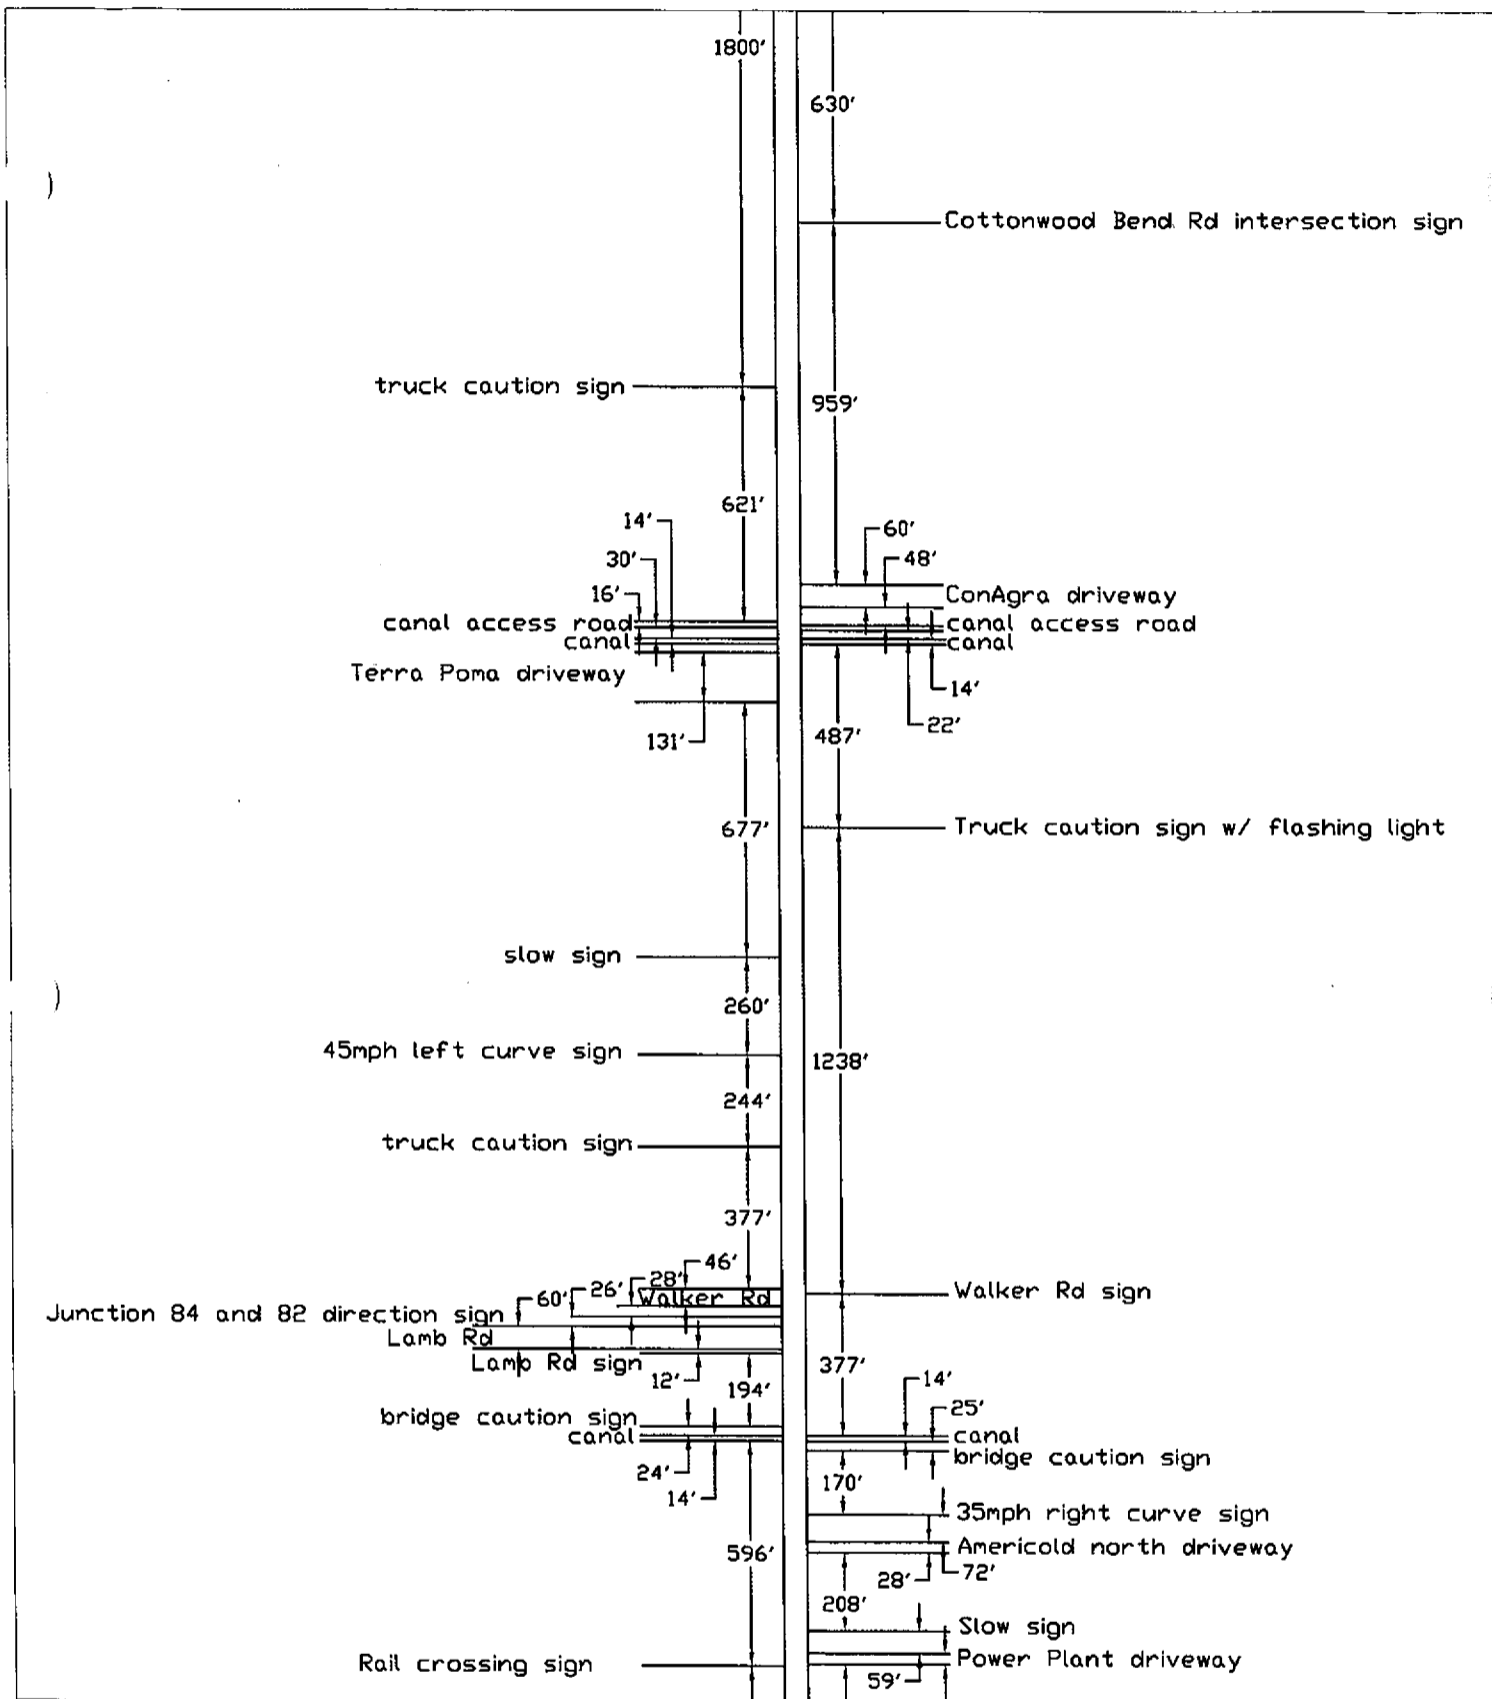 1800'
630'
Cottonwood Bend Rd intersection sign
truck caution sign
959'
621'
14'
60'
30'
48'
16'
ConAgra driveway
canal access road
canal access road
canal
canal
Terra Poma driveway
14'
22'
131'
487'
677'
Truck caution sign w/ flashing light
slow sign
260'
45mph left curve sign
1238'
244'
truck caution sign
377'
46'
28'
26'
60'
Walker Rd
Walker Rd sign
Junction 84 and 82 direction sign
Lamb Rd
Lamb Rd sign
377'
12'
194'
14'
25'
bridge caution sign
canal
canal
bridge caution sign
24'
170'
14'
35mph right curve sign
Americold north driveway
596'
72'
28'
208'
Slow sign
Rail crossing sign
Power Plant driveway
59'